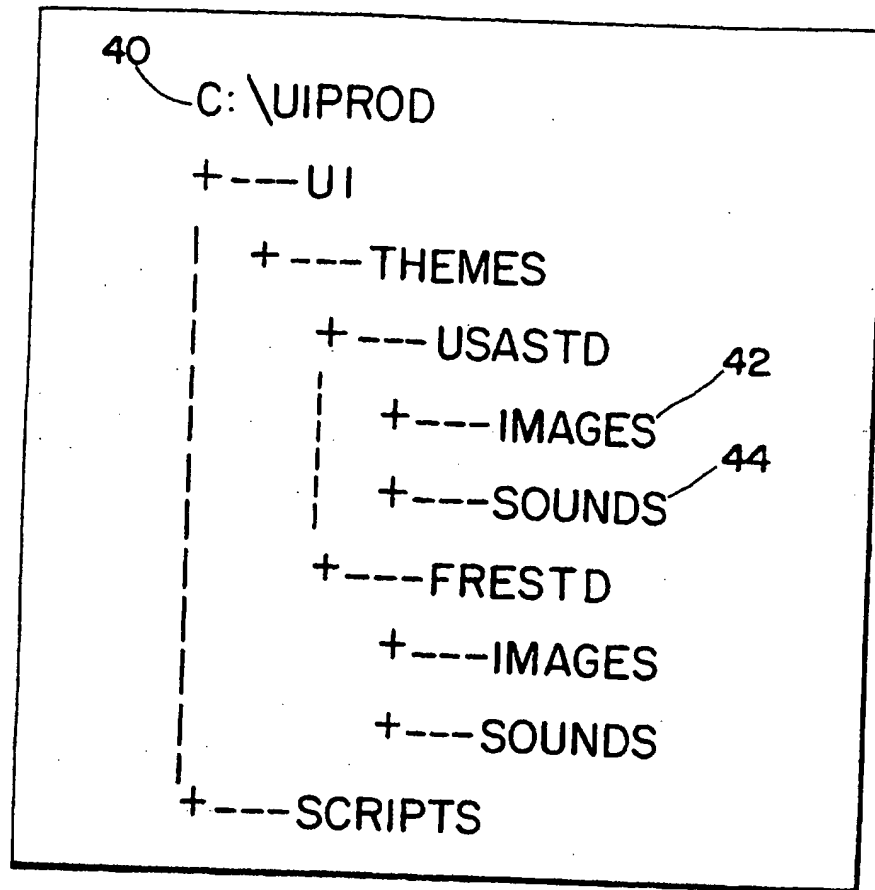 40
C:\UIPROD
+---UI
+---THEMES
+---USASTD
42
+---IMAGES
44
+---SOUNDS
+---FRESTD
+---IMAGES
+---SOUNDS
+---SCRIPTS